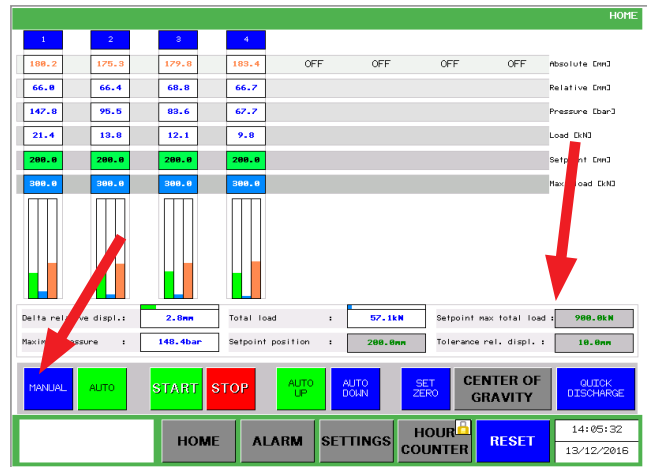 HOME
1 2 3 4
180.2 175.3 179.8 183.4 OFF OFF OFF OFF Absolute [mm]
66.0 66.4 68.8 66.7 Relative [mm]
147.8 95.5 83.6 67.7 Pressure [bar]
21.4 13.8 12.1 9.8 Load [kN]
200.0 200.0 200.0 200.0 Setpoint [mm]
300.0 300.0 300.0 300.0 Max load [kN]
Delta displ.: 2.8mm Total load : 57.1kN Setpoint max total load : 900.0kN
: 148.4bar Setpoint position : 200.0mm Tolerance rel. displ. : 10.0mm
MANUAL AUTO START STOP AUTO UP AUTO DOWN SET ZERO CENTER OF GRAVITY QUICK DISCHARGE
HOME ALARM SETTINGS HOUR COUNTER RESET 14:05:32
13/12/2016